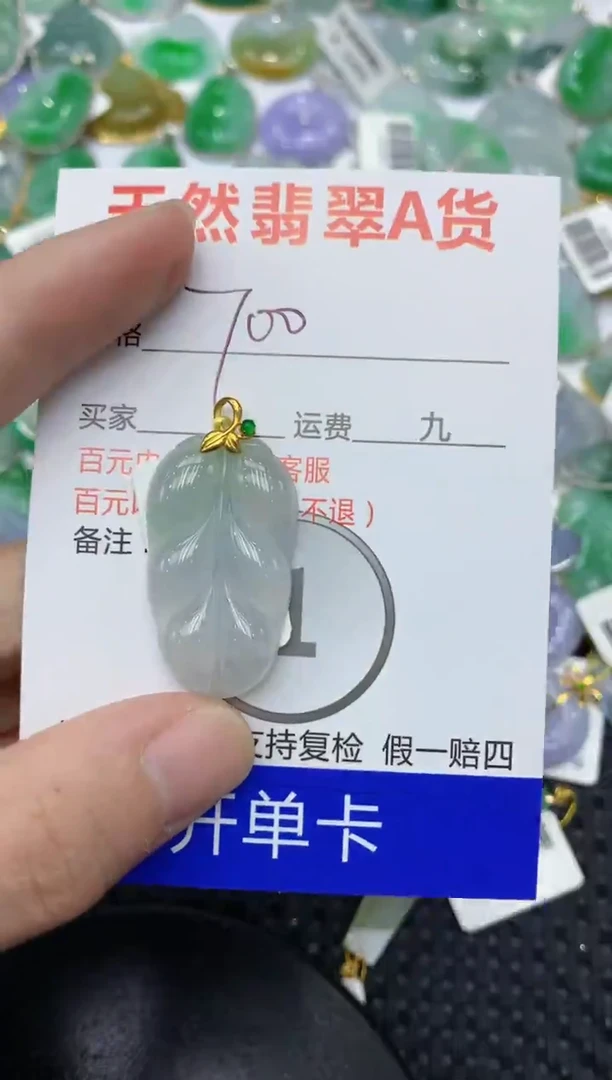 天然翡翠A货
格 700
买家 运费 九
百元 客服
百元 不退）
备注：
1
支持复检 假一赔四
开单卡